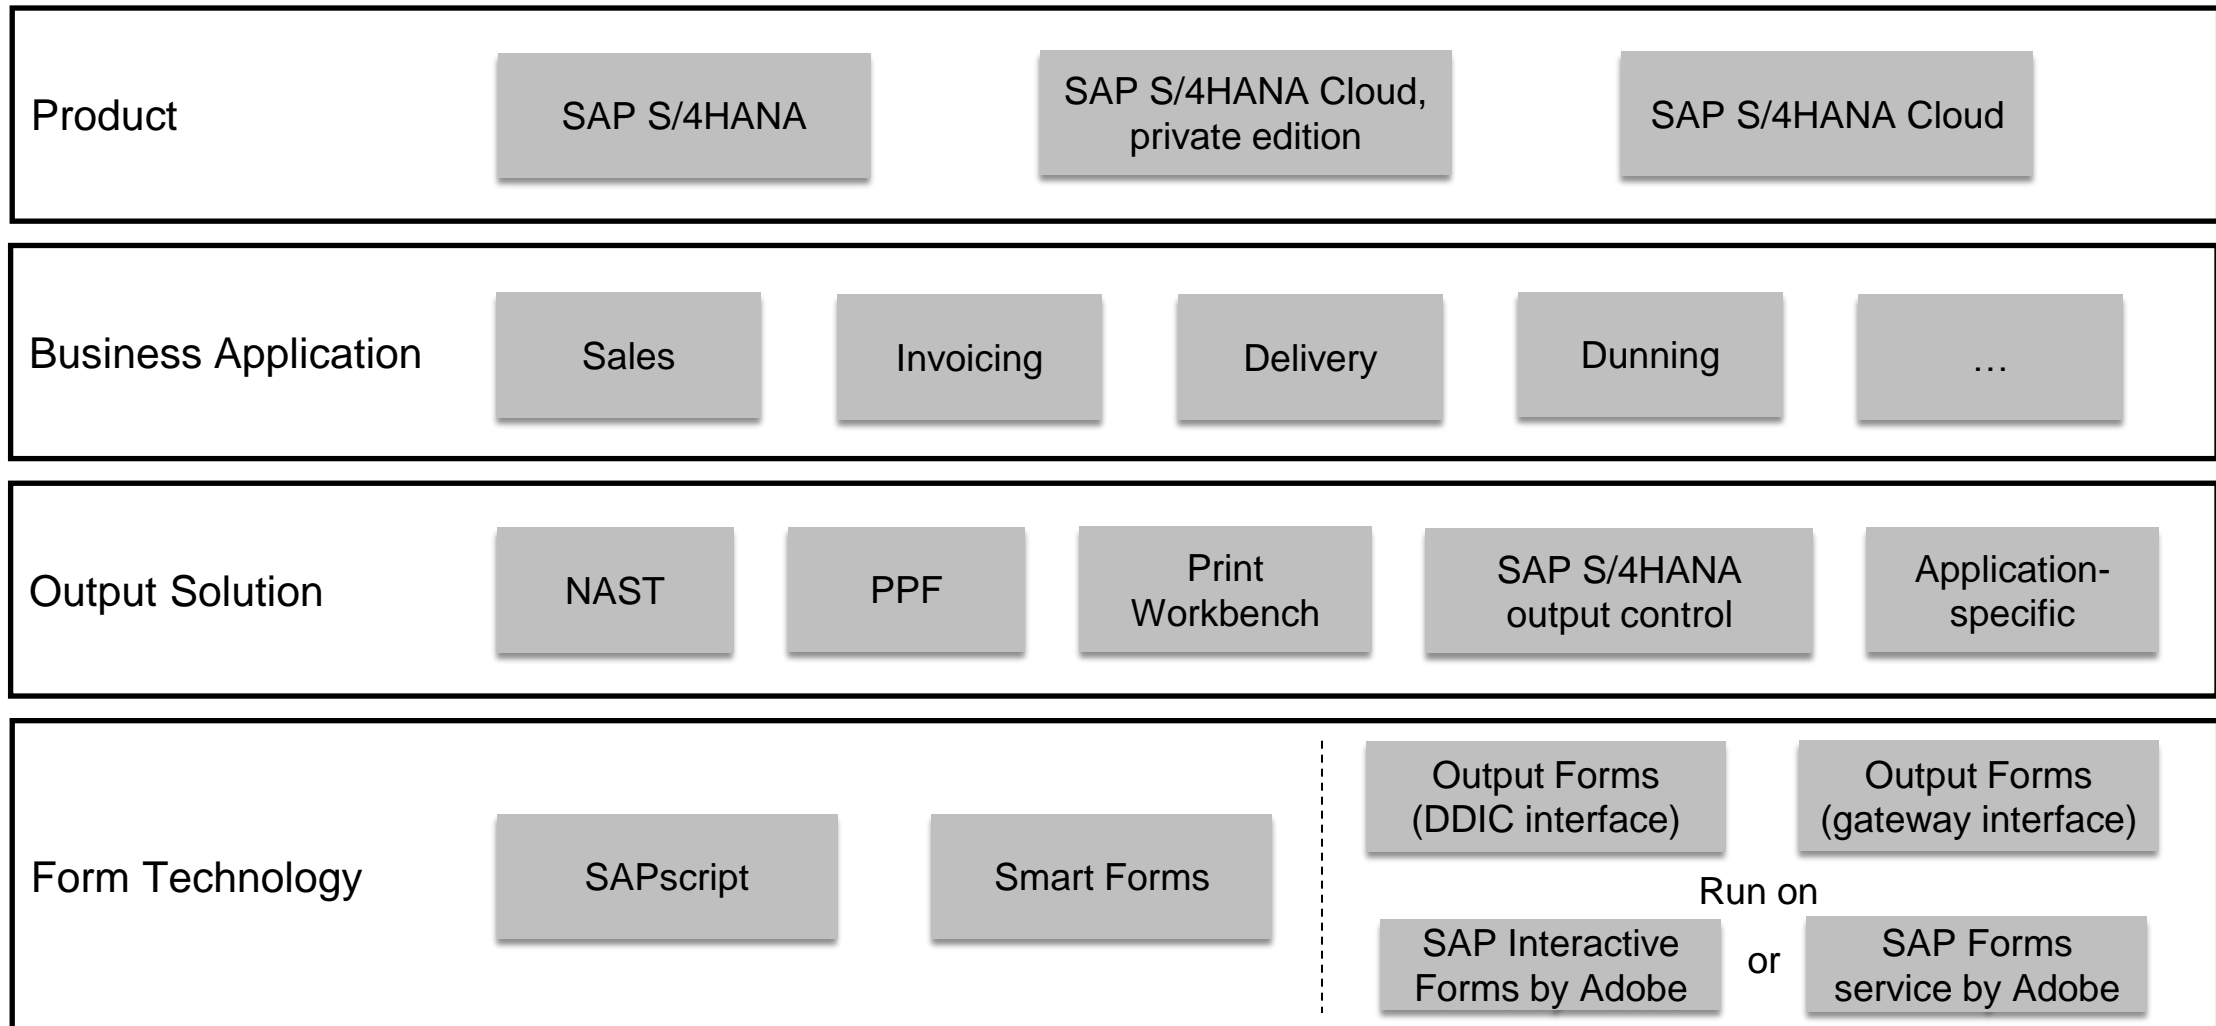 Product
SAP S/4HANA
SAP S/4HANA Cloud,
private edition
SAP S/4HANA Cloud
Business Application
Sales
Invoicing
Delivery
Dunning
…
Output Solution
NAST
PPF
Print
Workbench
SAP S/4HANA
output control
Application-
specific
Form Technology
SAPscript
Smart Forms
Output Forms
(DDIC interface)
Output Forms
(gateway interface)
Run on
SAP Interactive
Forms by Adobe
or
SAP Forms
service by Adobe